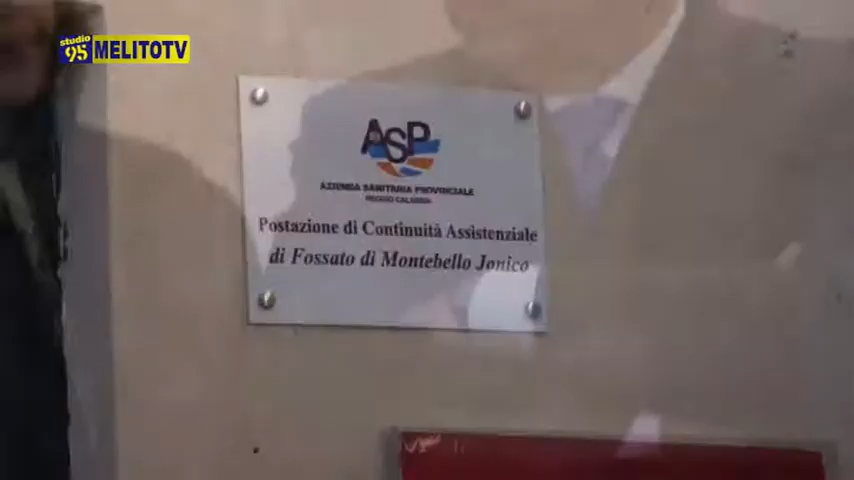 studio
95 MELITOTV
ASP
AZIENDA SANITARIA PROVINCIALE
REGGIO CALABRIA
Postazione di Continuità Assistenziale
di Fossato di Montebello Jonico